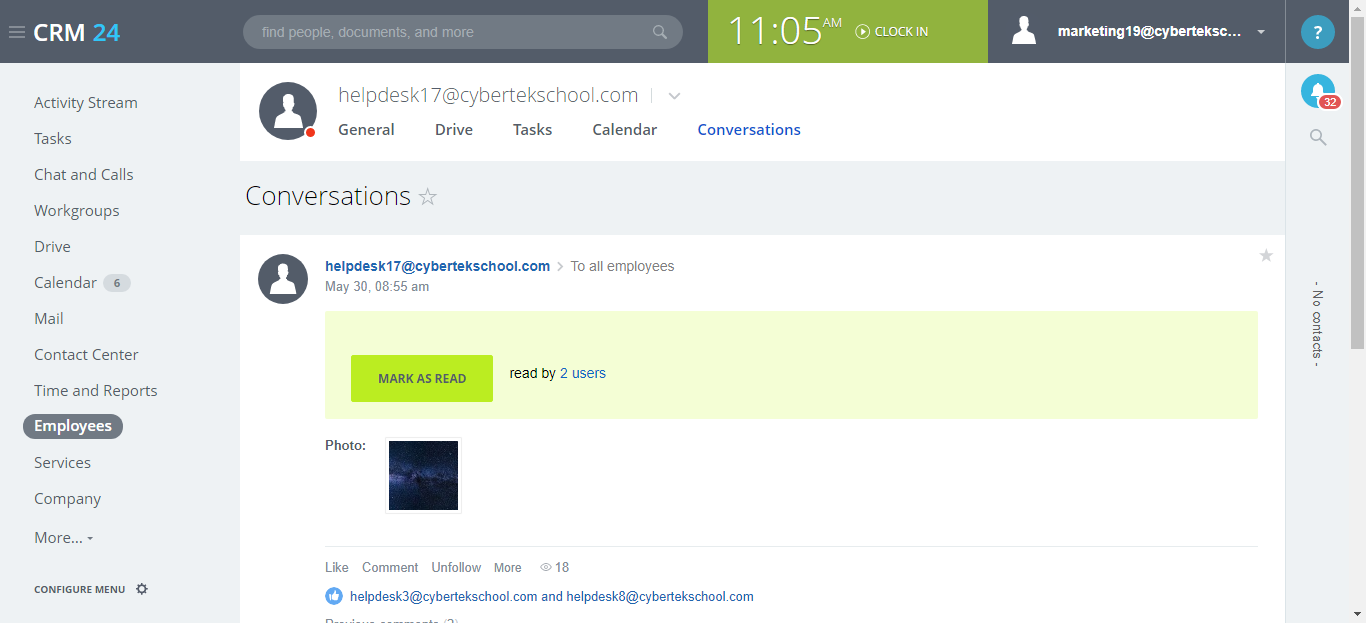 CRM 24
find people, documents, and more
11:05 AM
CLOCK IN
marketing19@cyberteksc...
?
32
Activity Stream
Tasks
Chat and Calls
Workgroups
Drive
Calendar 6
Mail
Contact Center
Time and Reports
Employees
Services
Company
More...
CONFIGURE MENU
helpdesk17@cybertekschool.com
General Drive Tasks Calendar Conversations
Conversations
helpdesk17@cybertekschool.com > To all employees
May 30, 08:55 am
MARK AS READ read by 2 users
Photo:
Like Comment Unfollow More 18
helpdesk3@cybertekschool.com and helpdesk8@cybertekschool.com
Previous comments (2)
- No contacts -